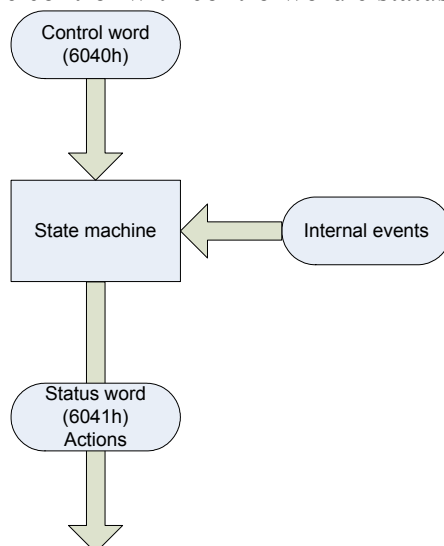 Control word
(6040h)
State machine
Internal events
Status word
(6041h)
Actions